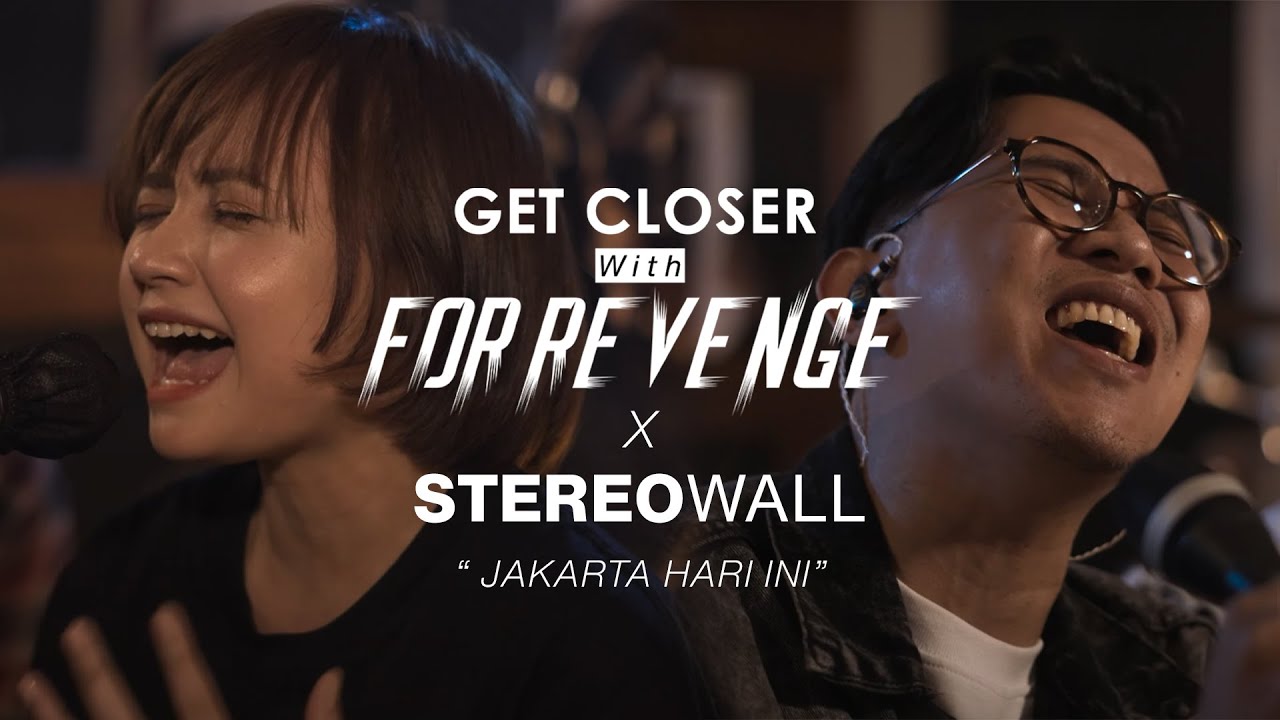 GET CLOSER
With
FOR REVENGE
X
STEREOWALL
“ JAKARTA HARI INI”